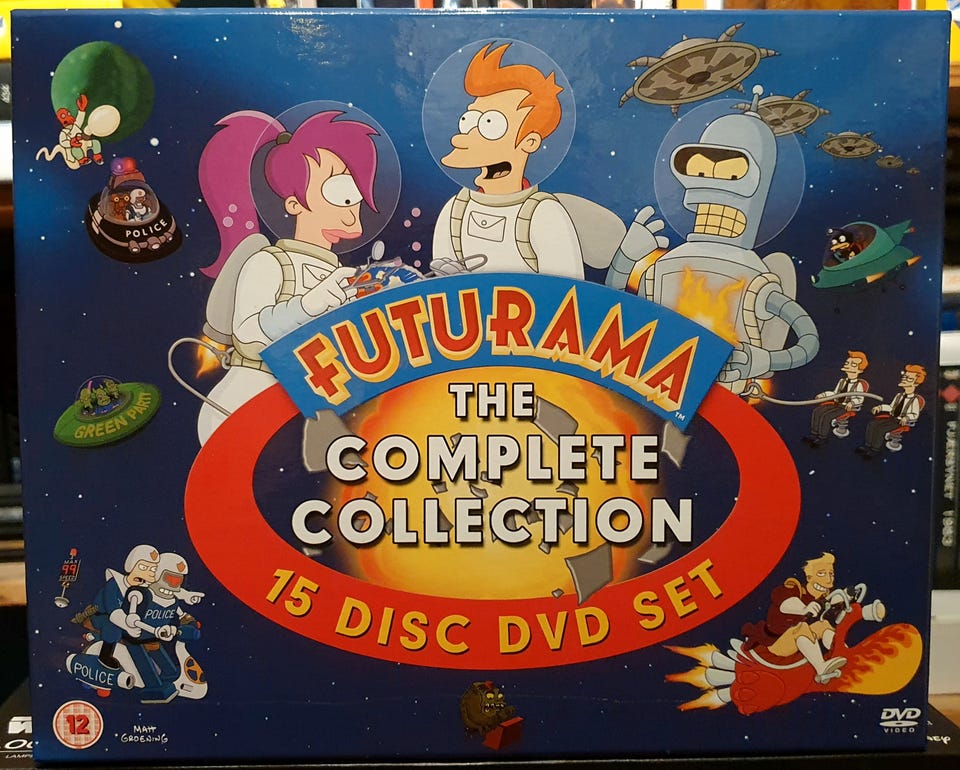 POLICE
FUTURAMA
TM
THE
COMPLETE
COLLECTION
15 DISC DVD SET
GREEN PARTY
MAX
99
SPEED
POLICE
POLICE
12
MATT
GROENING
DVD
VIDEO